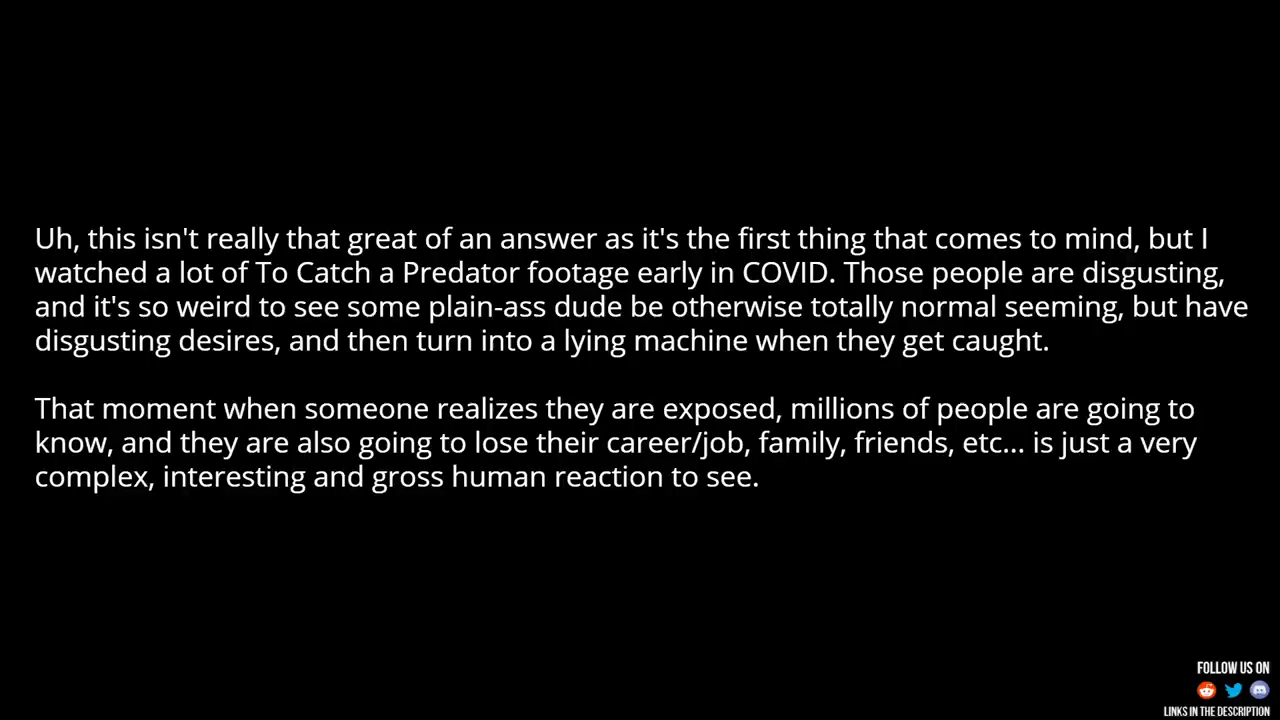 Uh, this isn't really that great of an answer as it's the first thing that comes to mind, but I
watched a lot of To Catch a Predator footage early in COVID. Those people are disgusting,
and it's so weird to see some plain-ass dude be otherwise totally normal seeming, but have
disgusting desires, and then turn into a lying machine when they get caught.
That moment when someone realizes they are exposed, millions of people are going to
know, and they are also going to lose their career/job, family, friends, etc... is just a very
complex, interesting and gross human reaction to see.
FOLLOW US ON
LINKS IN THE DESCRIPTION